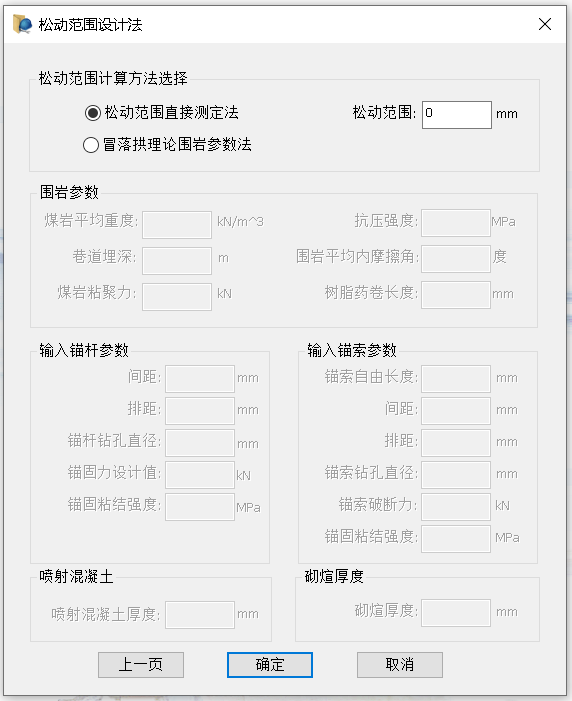 松动范围设计法
松动范围计算方法选择
松动范围直接测定法 松动范围: 0 mm
冒落拱理论围岩参数法
围岩参数
煤岩平均重度: kN/m^3 抗压强度: MPa
巷道埋深: m 围岩平均内摩擦角: 度
煤岩粘聚力: kN 树脂药卷长度: mm
输入锚杆参数 输入锚索参数
间距: mm 锚索自由长度: mm
排距: mm 间距: mm
锚杆钻孔直径: mm 排距: mm
锚固力设计值: kN 锚索钻孔直径: mm
锚固粘结强度: MPa 锚索破断力: kN
锚固粘结强度: MPa
喷射混凝土 砌煊厚度
喷射混凝土厚度: mm 砌煊厚度: mm
上一页 确定 取消